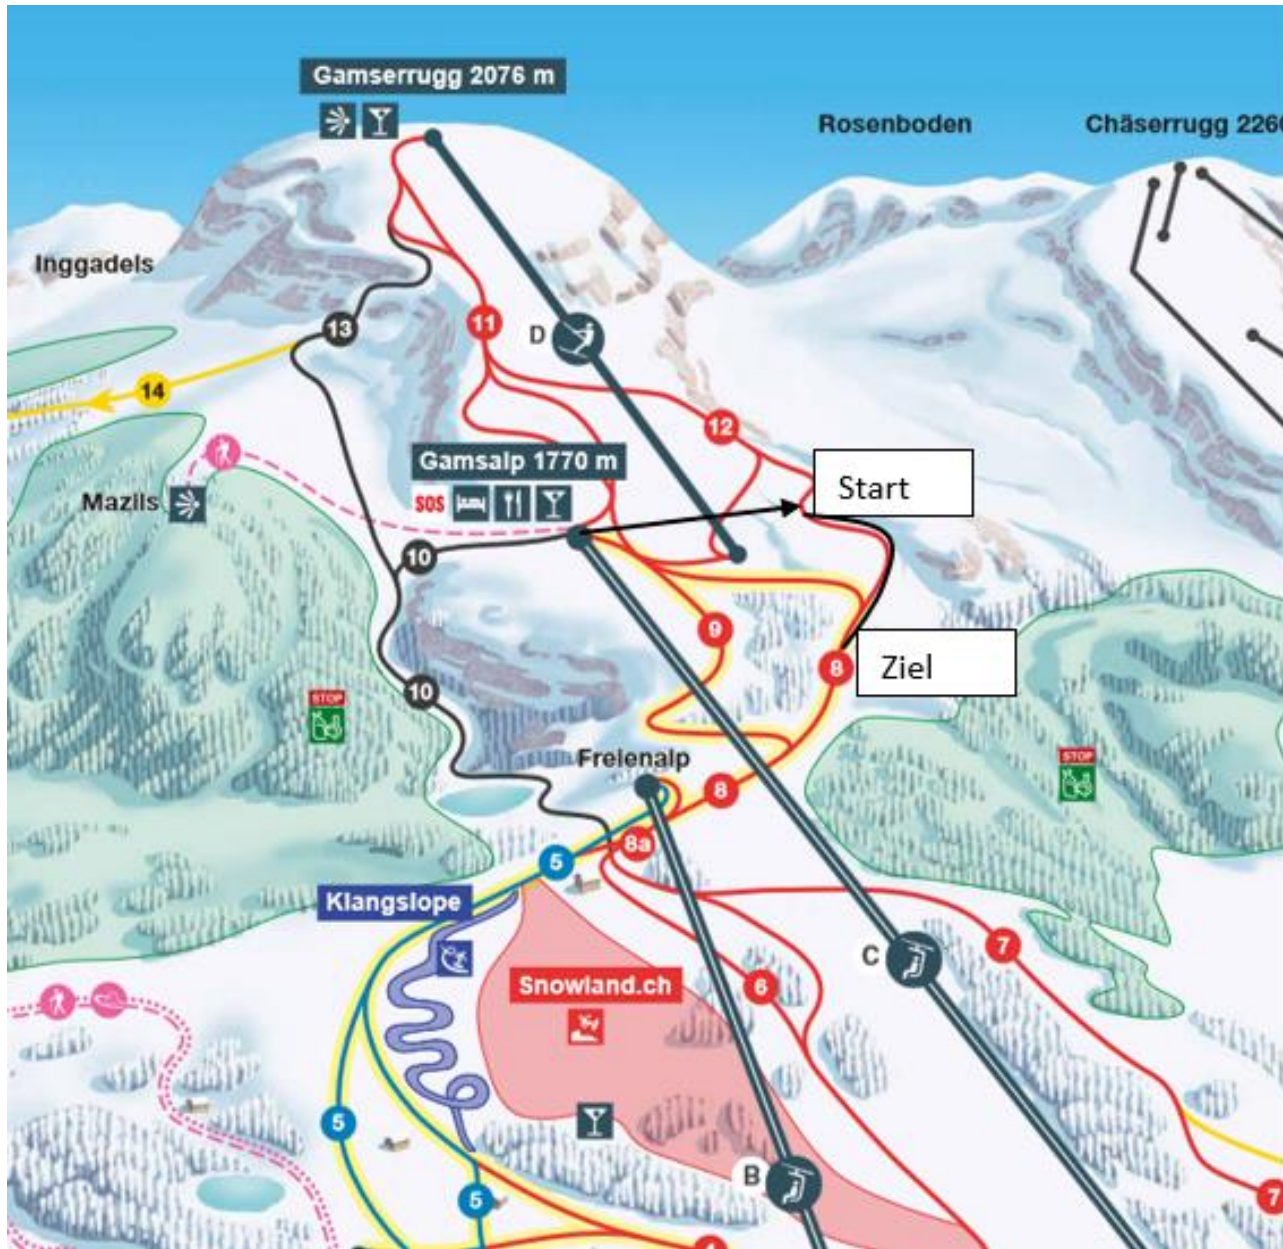 Gamserrugg 2076 m
Rosenboden
Chäserrugg 226
Inggadels
13
11
D
14
12
Gamsalp 1770 m
SOS
Start
Mazils
10
9
8
Ziel
10
STOP
STOP
Freienalp
8
8a
5
Klangslope
7
C
6
Snowland.ch
5
B
5
7